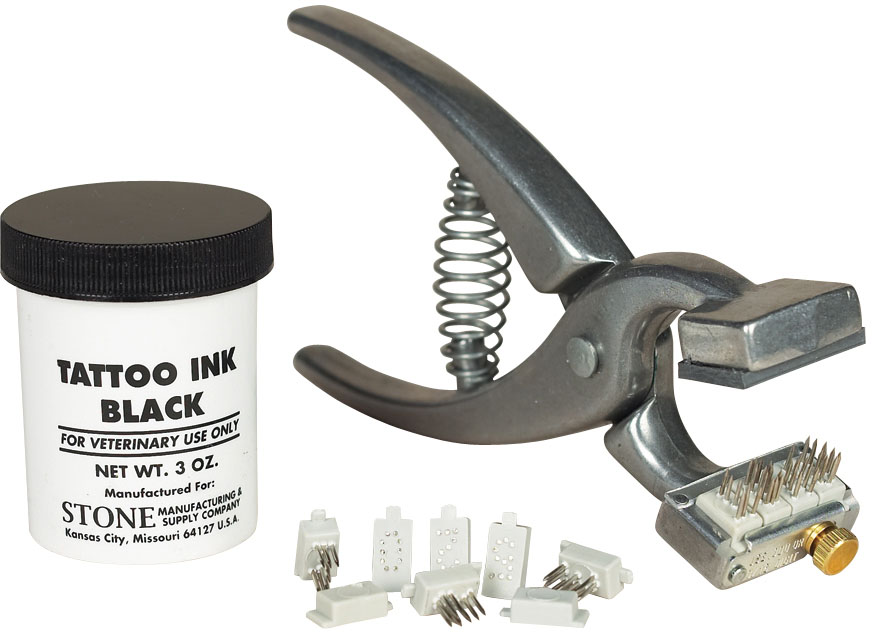 TATTOO INK
BLACK
FOR VETERINARY USE ONLY
NET WT. 3 OZ.
Manufactured For:
STONE MANUFACTURING & SUPPLY COMPANY
Kansas City, Missouri 64127 U.S.A.